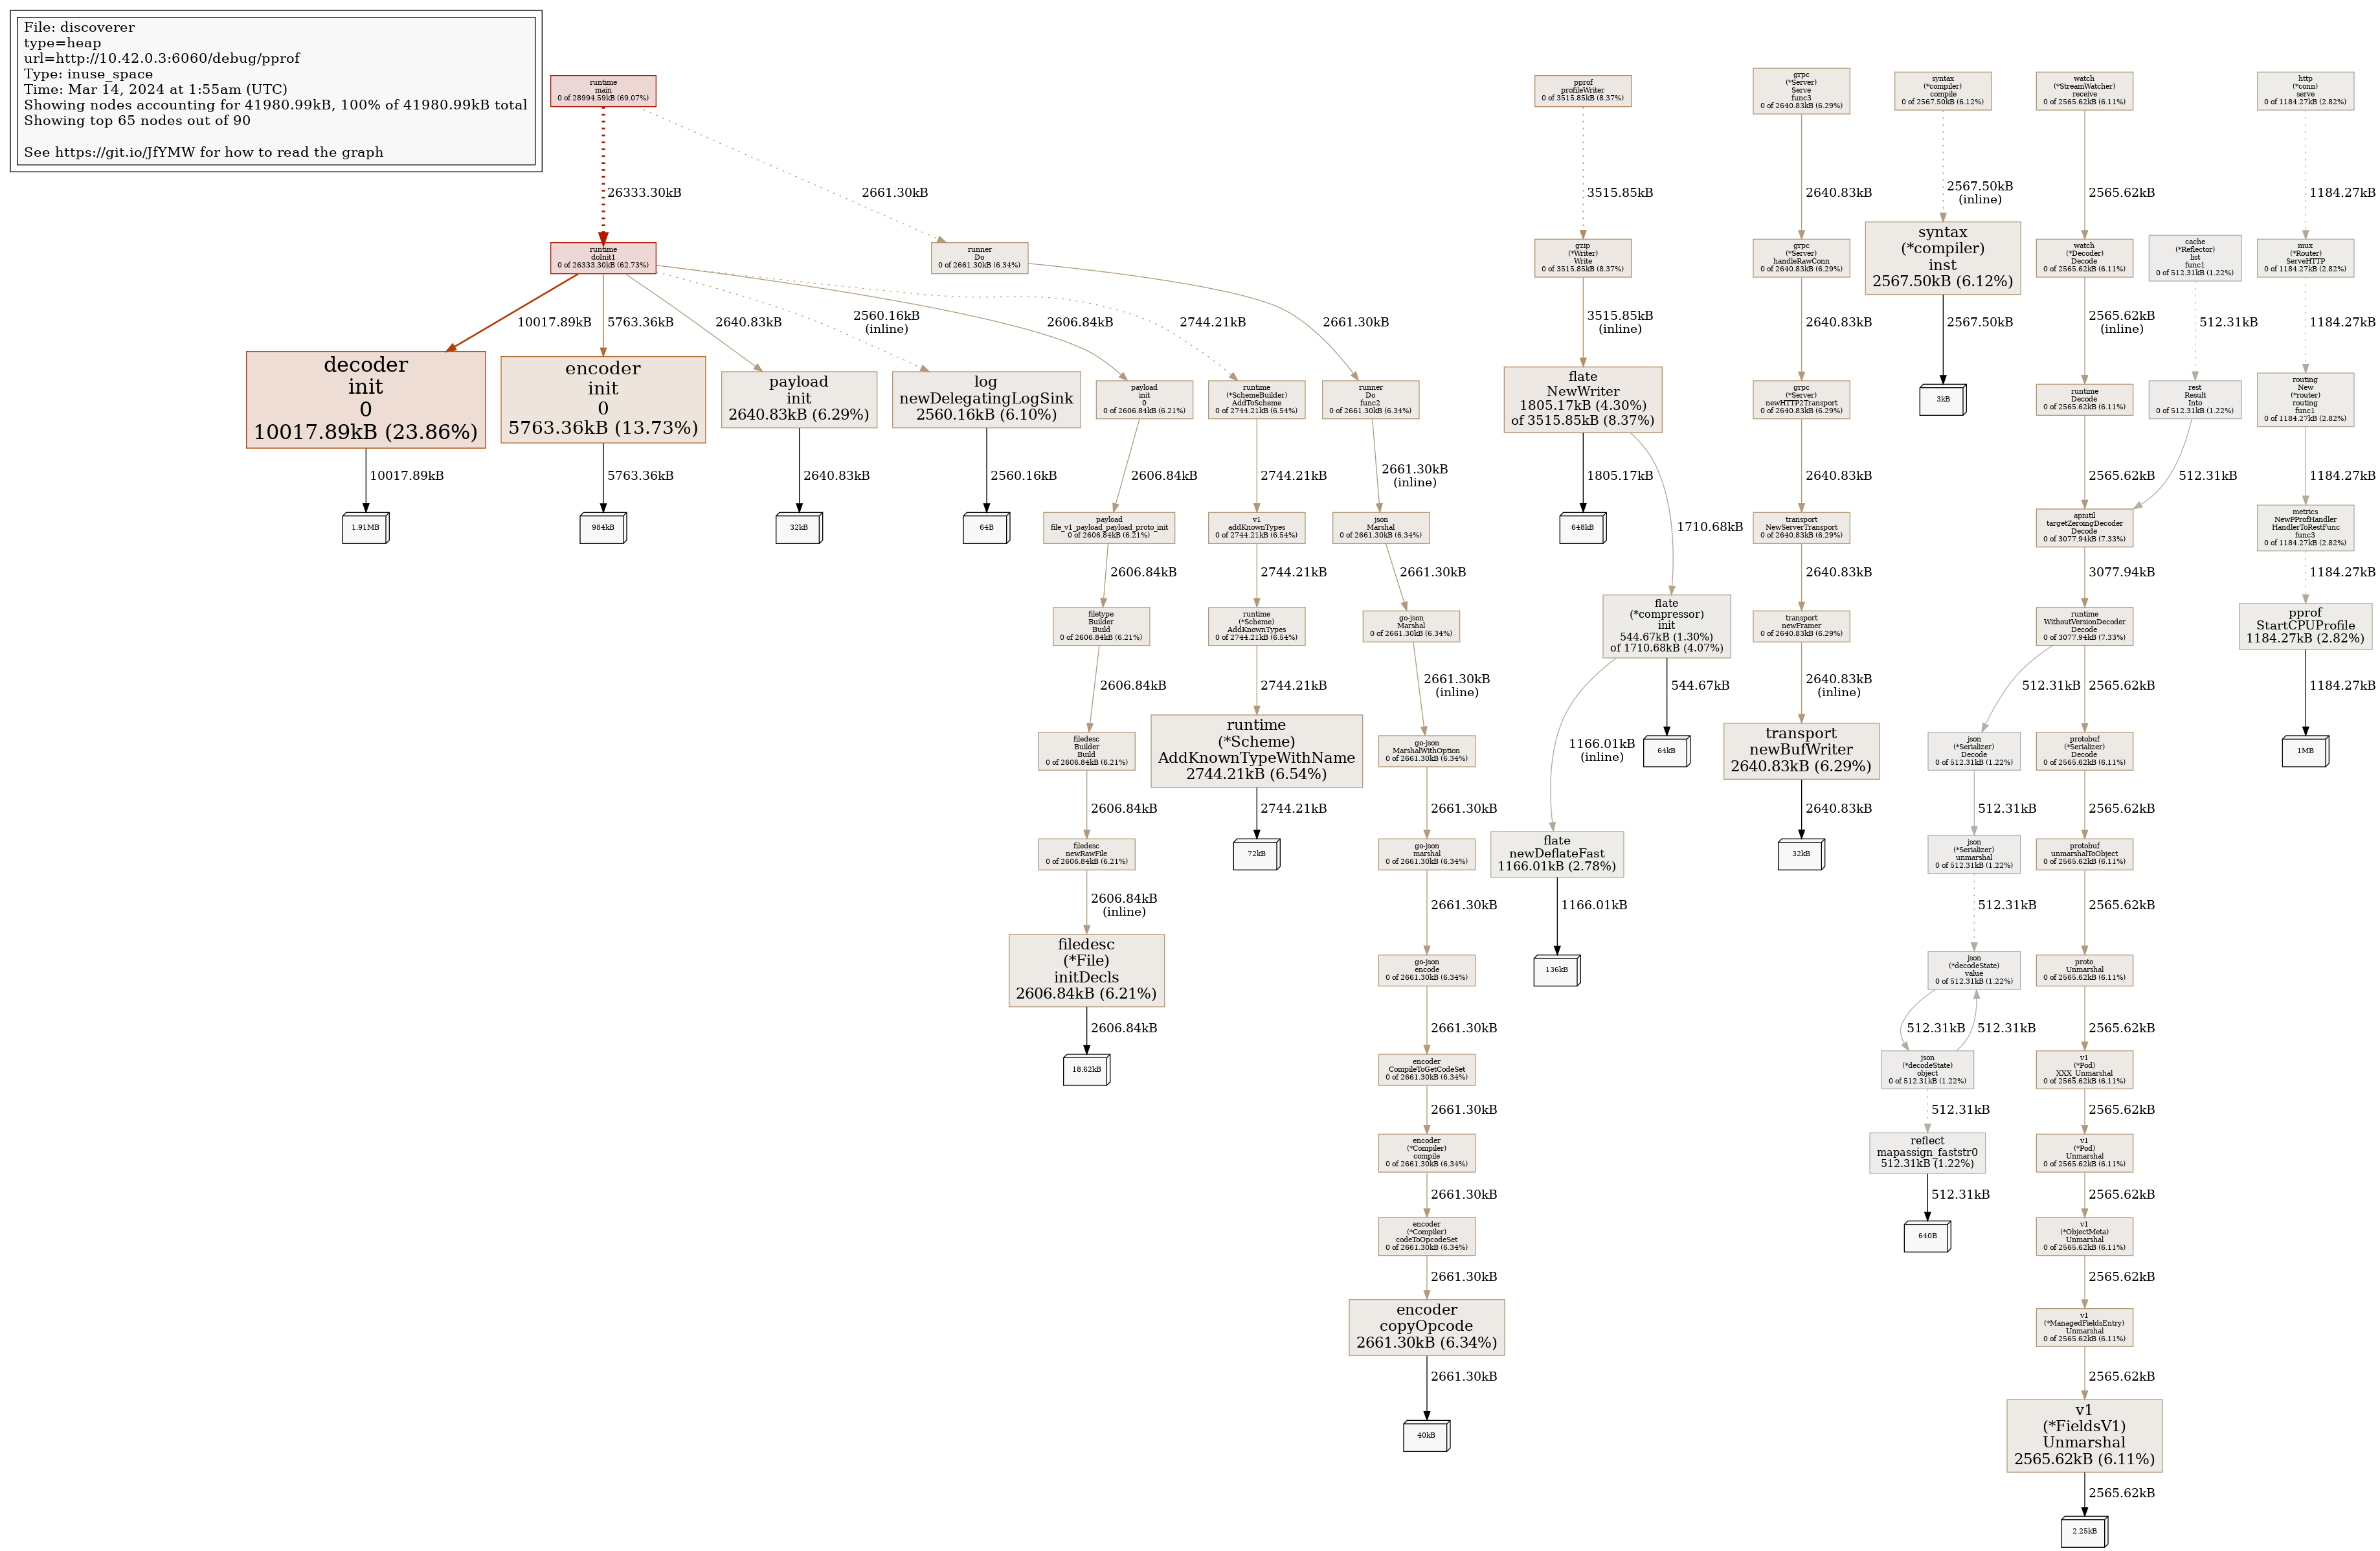 File: discoverer
type=heap
url=http://10.42.0.3:6060/debug/pprof
Type: inuse_space
Time: Mar 14, 2024 at 1:55am (UTC)
Showing nodes accounting for 41980.99kB, 100% of 41980.99kB total
Showing top 65 nodes out of 90
See https://git.io/JfYMW for how to read the graph
runtime
main
0 of 28994.59kB (69.07%)
26333.30kB
2661.30kB
runtime
doInit1
0 of 26333.30kB (62.73%)
runner
Do
0 of 2661.30kB (6.34%)
10017.89kB
5763.36kB
2640.83kB
2560.16kB
(inline)
2606.84kB
2744.21kB
2661.30kB
decoder
init
0
10017.89kB (23.86%)
10017.89kB
1.91MB
encoder
init
0
5763.36kB (13.73%)
5763.36kB
984kB
payload
init
2640.83kB (6.29%)
2640.83kB
32kB
log
newDelegatingLogSink
2560.16kB (6.10%)
2560.16kB
64B
payload
init
0
0 of 2606.84kB (6.21%)
2606.84kB
payload
file_v1_payload_payload_proto_init
0 of 2606.84kB (6.21%)
2606.84kB
filetype
Builder
Build
0 of 2606.84kB (6.21%)
2606.84kB
filedesc
Builder
Build
0 of 2606.84kB (6.21%)
2606.84kB
filedesc
newRawFile
0 of 2606.84kB (6.21%)
2606.84kB
(inline)
filedesc
(*File)
initDecls
2606.84kB (6.21%)
2606.84kB
18.62kB
runtime
(*SchemeBuilder)
AddToScheme
0 of 2744.21kB (6.54%)
2744.21kB
v1
addKnownTypes
0 of 2744.21kB (6.54%)
2744.21kB
runtime
(*Scheme)
AddKnownTypes
0 of 2744.21kB (6.54%)
2744.21kB
runtime
(*Scheme)
AddKnownTypeWithName
2744.21kB (6.54%)
2744.21kB
72kB
runner
Do
func2
0 of 2661.30kB (6.34%)
2661.30kB
(inline)
json
Marshal
0 of 2661.30kB (6.34%)
2661.30kB
go-json
Marshal
0 of 2661.30kB (6.34%)
2661.30kB
(inline)
go-json
MarshalWithOption
0 of 2661.30kB (6.34%)
2661.30kB
go-json
marshal
0 of 2661.30kB (6.34%)
2661.30kB
go-json
encode
0 of 2661.30kB (6.34%)
2661.30kB
encoder
CompileToGetCodeSet
0 of 2661.30kB (6.34%)
2661.30kB
encoder
(*Compiler)
compile
0 of 2661.30kB (6.34%)
2661.30kB
encoder
(*Compiler)
codeToOpcodeSet
0 of 2661.30kB (6.34%)
2661.30kB
encoder
copyOpcode
2661.30kB (6.34%)
2661.30kB
40kB
pprof
profileWriter
0 of 3515.85kB (8.37%)
3515.85kB
gzip
(*Writer)
Write
0 of 3515.85kB (8.37%)
3515.85kB
(inline)
flate
NewWriter
1805.17kB (4.30%)
of 3515.85kB (8.37%)
1805.17kB
648kB
1710.68kB
flate
(*compressor)
init
544.67kB (1.30%)
of 1710.68kB (4.07%)
544.67kB
64kB
1166.01kB
(inline)
flate
newDeflateFast
1166.01kB (2.78%)
1166.01kB
136kB
grpc
(*Server)
Serve
func3
0 of 2640.83kB (6.29%)
2640.83kB
grpc
(*Server)
handleRawConn
0 of 2640.83kB (6.29%)
2640.83kB
grpc
(*Server)
newHTTP2Transport
0 of 2640.83kB (6.29%)
2640.83kB
transport
NewServerTransport
0 of 2640.83kB (6.29%)
2640.83kB
transport
newFramer
0 of 2640.83kB (6.29%)
2640.83kB
(inline)
transport
newBufWriter
2640.83kB (6.29%)
2640.83kB
32kB
syntax
(*compiler)
compile
0 of 2567.50kB (6.12%)
2567.50kB
(inline)
syntax
(*compiler)
inst
2567.50kB (6.12%)
2567.50kB
3kB
watch
(*StreamWatcher)
receive
0 of 2565.62kB (6.11%)
2565.62kB
watch
(*Decoder)
Decode
0 of 2565.62kB (6.11%)
2565.62kB
(inline)
runtime
Decode
0 of 2565.62kB (6.11%)
2565.62kB
cache
(*Reflector)
list
func1
0 of 512.31kB (1.22%)
512.31kB
rest
Result
Into
0 of 512.31kB (1.22%)
512.31kB
apiutil
targetZeroingDecoder
Decode
0 of 3077.94kB (7.33%)
3077.94kB
runtime
WithoutVersionDecoder
Decode
0 of 3077.94kB (7.33%)
512.31kB
2565.62kB
json
(*Serializer)
Decode
0 of 512.31kB (1.22%)
512.31kB
json
(*Serializer)
unmarshal
0 of 512.31kB (1.22%)
512.31kB
json
(*decodeState)
value
0 of 512.31kB (1.22%)
512.31kB
512.31kB
json
(*decodeState)
object
0 of 512.31kB (1.22%)
512.31kB
reflect
mapassign_faststr0
512.31kB (1.22%)
512.31kB
640B
protobuf
(*Serializer)
Decode
0 of 2565.62kB (6.11%)
2565.62kB
protobuf
unmarshalToObject
0 of 2565.62kB (6.11%)
2565.62kB
proto
Unmarshal
0 of 2565.62kB (6.11%)
2565.62kB
v1
(*Pod)
XXX_Unmarshal
0 of 2565.62kB (6.11%)
2565.62kB
v1
(*Pod)
Unmarshal
0 of 2565.62kB (6.11%)
2565.62kB
v1
(*ObjectMeta)
Unmarshal
0 of 2565.62kB (6.11%)
2565.62kB
v1
(*ManagedFieldsEntry)
Unmarshal
0 of 2565.62kB (6.11%)
2565.62kB
v1
(*FieldsV1)
Unmarshal
2565.62kB (6.11%)
2565.62kB
2.25kB
http
(*conn)
serve
0 of 1184.27kB (2.82%)
1184.27kB
mux
(*Router)
ServeHTTP
0 of 1184.27kB (2.82%)
1184.27kB
routing
New
(*router)
routing
func1
0 of 1184.27kB (2.82%)
1184.27kB
metrics
NewPProfHandler
HandlerToRestFunc
func3
0 of 1184.27kB (2.82%)
1184.27kB
pprof
StartCPUProfile
1184.27kB (2.82%)
1184.27kB
1MB